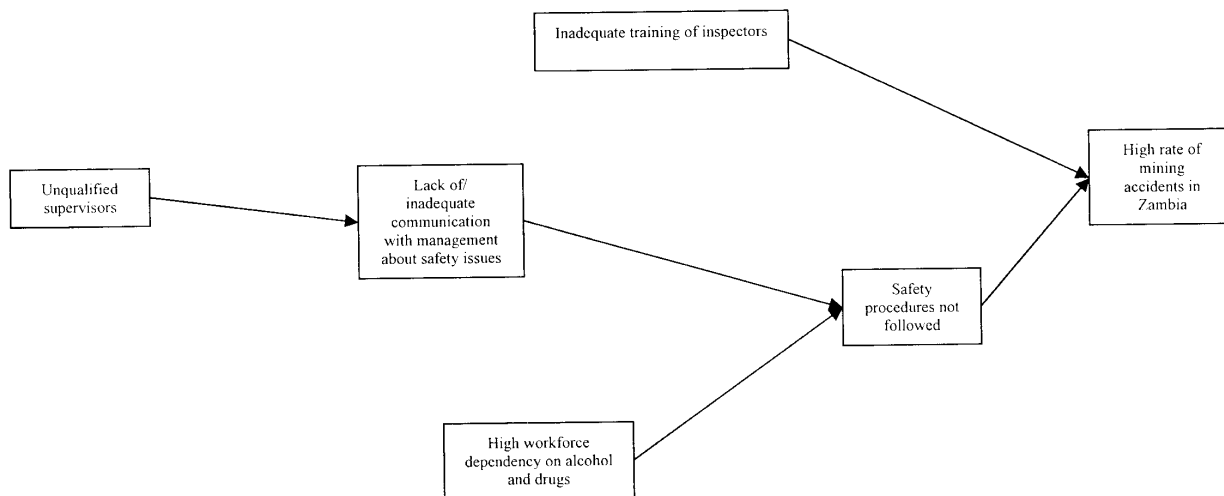 Inadequate training of inspectors
High rate of
mining
accidents in
Zambia
Unqualified
supervisors
Lack of/
inadequate
communication
with management
about safety issues
Safety
procedures not
followed
High workforce
dependency on alcohol
and drugs